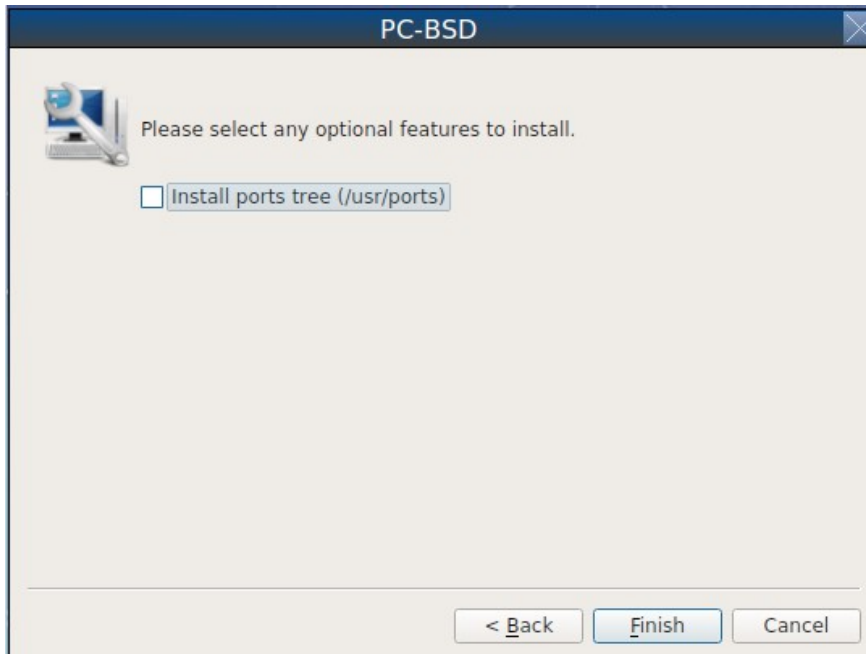 PC-BSD
Please select any optional features to install.
Install ports tree (/usr/ports)
< Back
Finish
Cancel